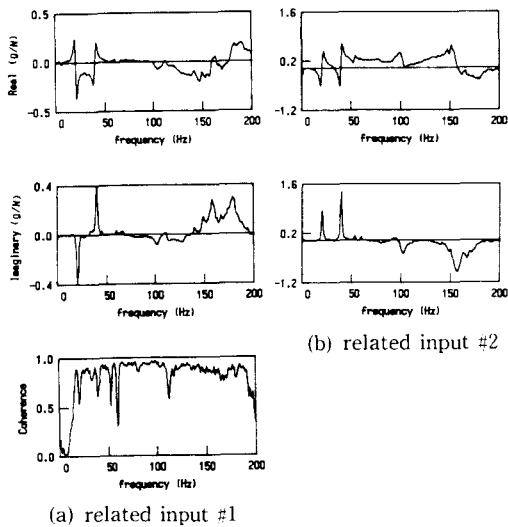 0.5
0.0
-0.5
Real (g/N)
0 50 100 150 200
frequency (Hz)
1.6
0.2
-1.2
0 50 100 150 200
frequency (Hz)
0.4
0.0
-0.4
Imaginary (g/N)
0 50 100 150 200
frequency (Hz)
1.6
0.2
-1.2
0 50 100 150 200
frequency (Hz)
(b) related input #2
1.0
0.5
0.0
Coherence
0 50 100 150 200
frequency (Hz)
(a) related input #1